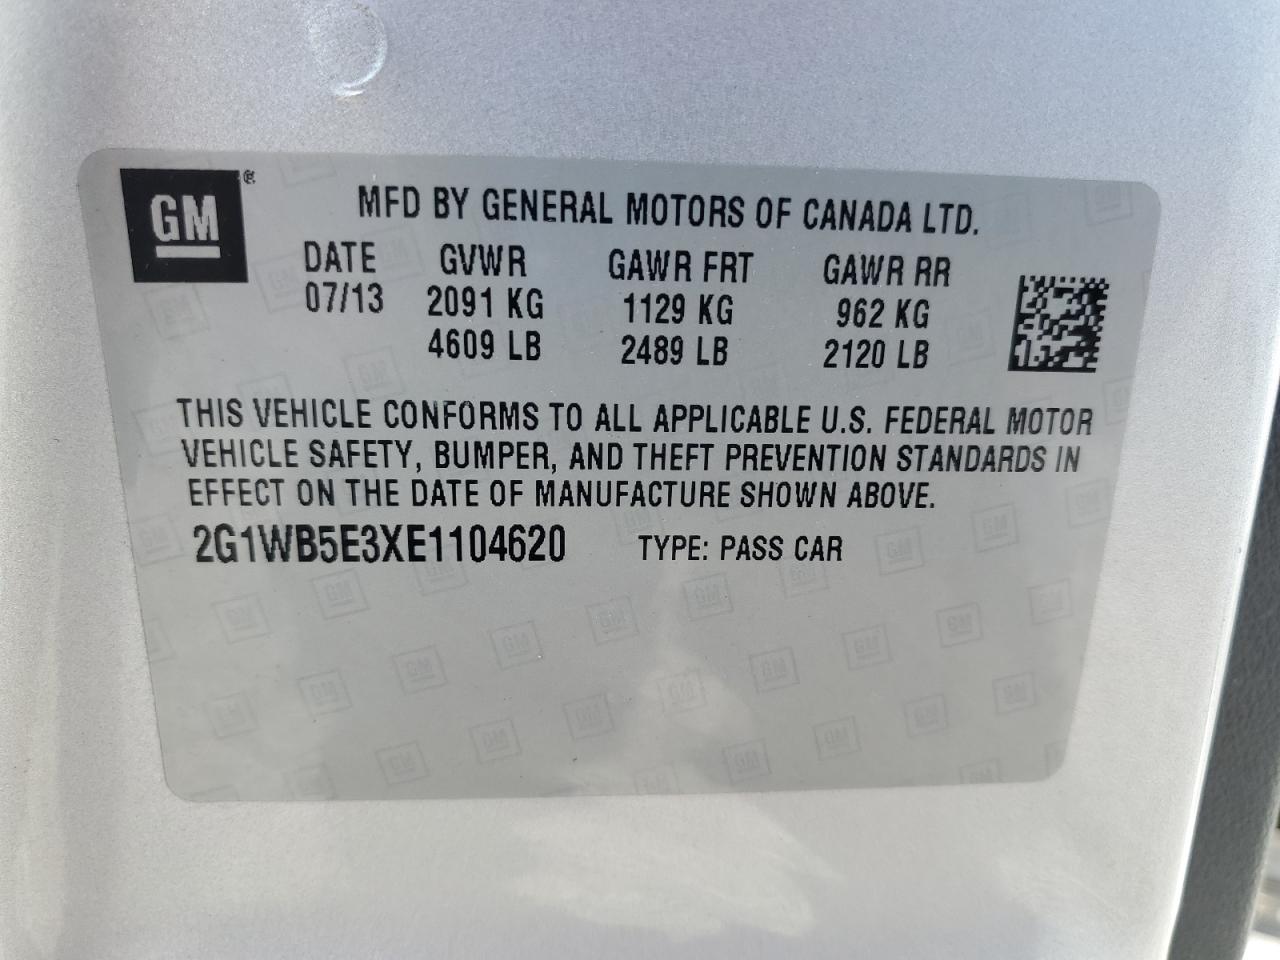 GM®
MFD BY GENERAL MOTORS OF CANADA LTD.
DATE GVWR GAWR FRT GAWR RR
07/13 2091 KG 1129 KG 962 KG
4609 LB 2489 LB 2120 LB
THIS VEHICLE CONFORMS TO ALL APPLICABLE U.S. FEDERAL MOTOR
VEHICLE SAFETY, BUMPER, AND THEFT PREVENTION STANDARDS IN
EFFECT ON THE DATE OF MANUFACTURE SHOWN ABOVE.
2G1WB5E3XE1104620 TYPE: PASS CAR